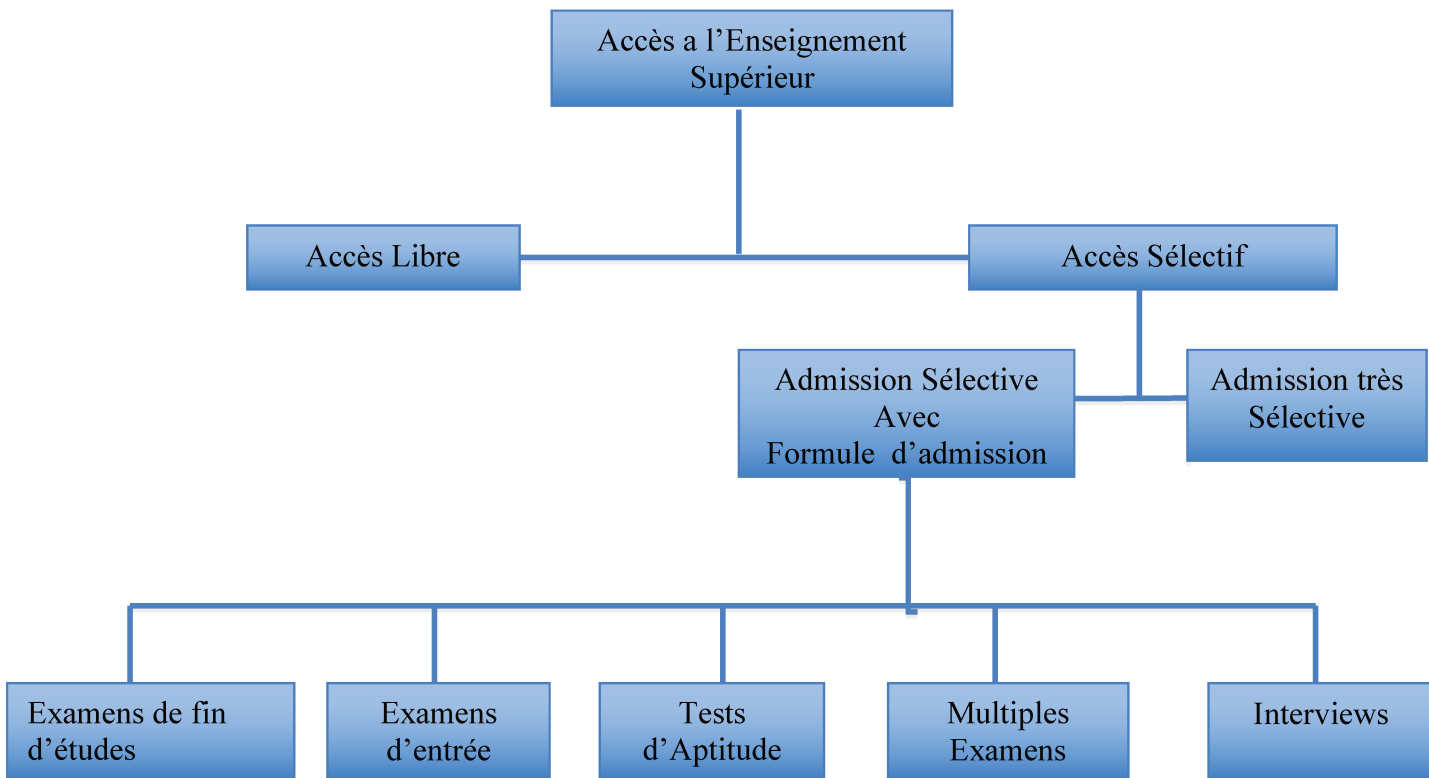 Accès a l’Enseignement
Supérieur
Accès Libre
Accès Sélectif
Admission Sélective
Avec
Formule d’admission
Admission très
Sélective
Examens de fin
d’études
Examens
d’entrée
Tests
d’Aptitude
Multiples
Examens
Interviews